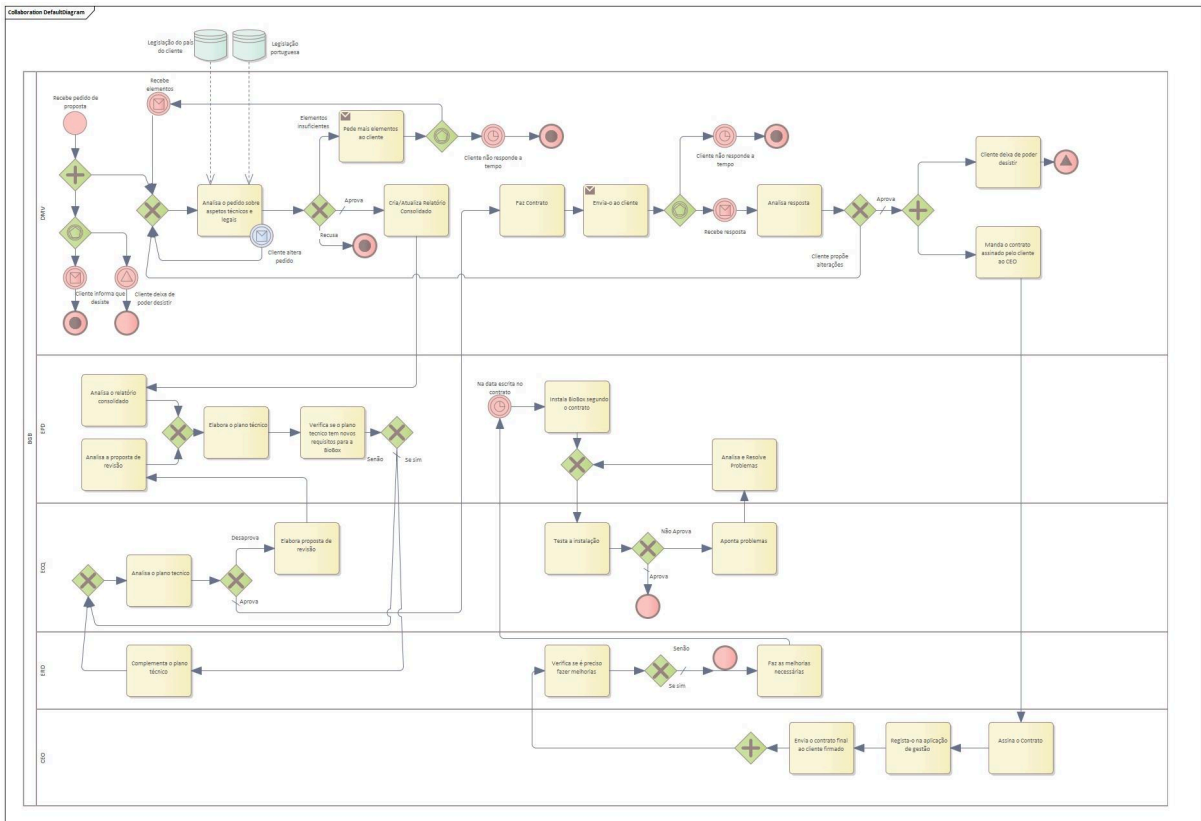 Collaboration DefaultDiagram
Legislação do país
do cliente
Legislação
portuguesa
BGB
DMV
Recebe pedido de
proposta
Recebe
elementos
Elementos
insuficientes
Pede mais elementos
ao cliente
Cliente não responde a
tempo
Cliente não responde a
tempo
Cliente deixa de poder
desistir
Analisa o pedido sobre
aspetos técnicos e
legais
Aprova
Cria/Atualiza Relatório
Consolidado
Faz Contrato
Envia-o ao cliente
Recebe resposta
Analisa resposta
Aprova
Recusa
Cliente altera
pedido
Cliente propõe
alterações
Manda o contrato
assinado pelo cliente
ao CEO
Cliente informa que
desiste
Cliente deixa de
poder desistir
EPD
Analisa o relatório
consolidado
Na data escrita no
contrato
Instala BioBox segundo
o contrato
Elabora o plano técnico
Verifica se o plano
tecnico tem novos
requisitos para a
BioBox
Senão
Se sim
Analisa a proposta de
revisão
Analisa e Resolve
Problemas
Desaprova
Elabora proposta de
revisão
Testa a instalação
Não Aprova
Aponta problemas
Analisa o plano tecnico
Aprova
Aprova
Complementa o plano
técnico
Verifica se é preciso
fazer melhorias
Senão
Se sim
Faz as melhorias
necessárias
Envia o contrato final
ao cliente firmado
Regista-o na aplicação
de gestão
Assina o Contrato